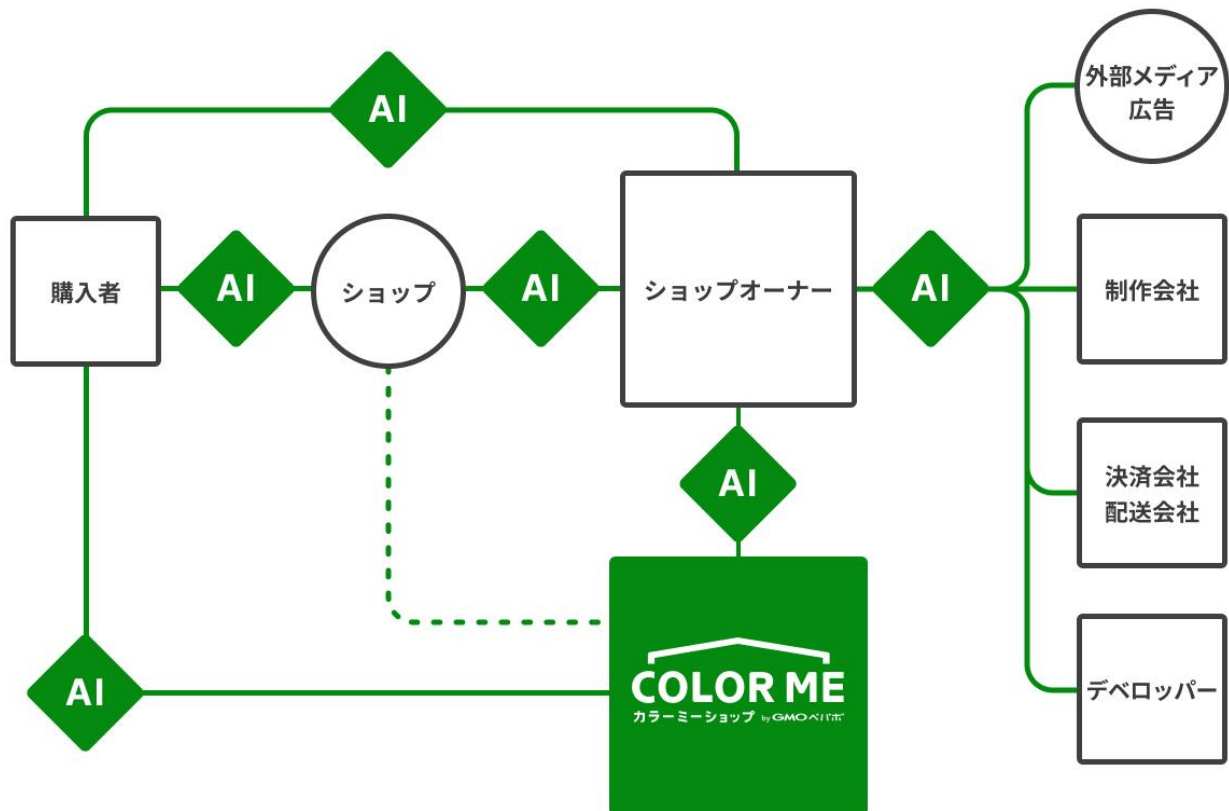 AI
外部メディア
広告
購入者
AI
ショップ
AI
ショップオーナー
AI
制作会社
AI
決済会社
配送会社
AI
COLOR ME
カラーミーショップ by GMOペパボ
デベロッパー